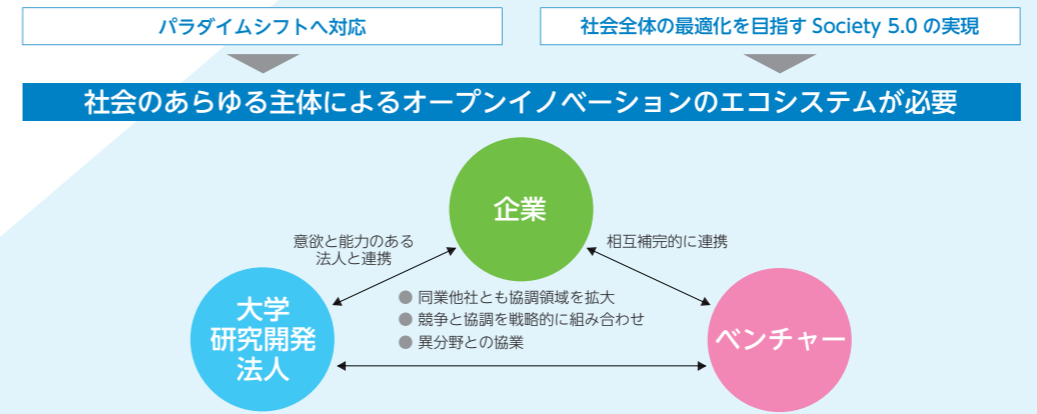 パラダイムシフトへ対応
社会全体の最適化を目指す Society 5.0 の実現
社会のあらゆる主体によるオープンイノベーションのエコシステムが必要
企業
意欲と能力のある
法人と連携
相互補完的に連携
● 同業他社とも協調領域を拡大
● 競争と協調を戦略的に組み合わせ
● 異分野との協業
大学
研究開発
法人
ベンチャー